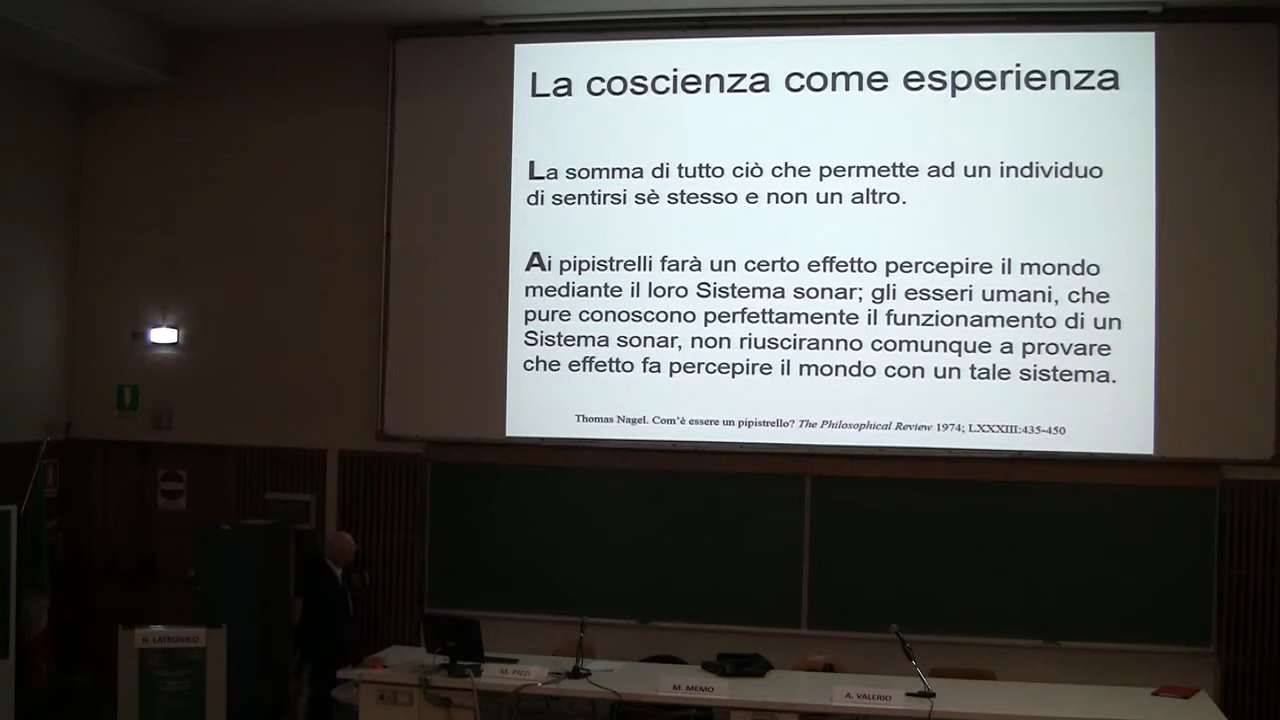 La coscienza come esperienza
La somma di tutto ciò che permette ad un individuo
di sentirsi sè stesso e non un altro.
Ai pipistrelli farà un certo effetto percepire il mondo
mediante il loro Sistema sonar; gli esseri umani, che
pure conoscono perfettamente il funzionamento di un
Sistema sonar, non riusciranno comunque a provare
che effetto fa percepire il mondo con un tale sistema.
Thomas Nagel. Com'è essere un pipistrello? The Philosophical Review 1974; LXXXIII:435-450
N. LATRONICO
M. PIZZI
M. MEMO
A. VALERIO